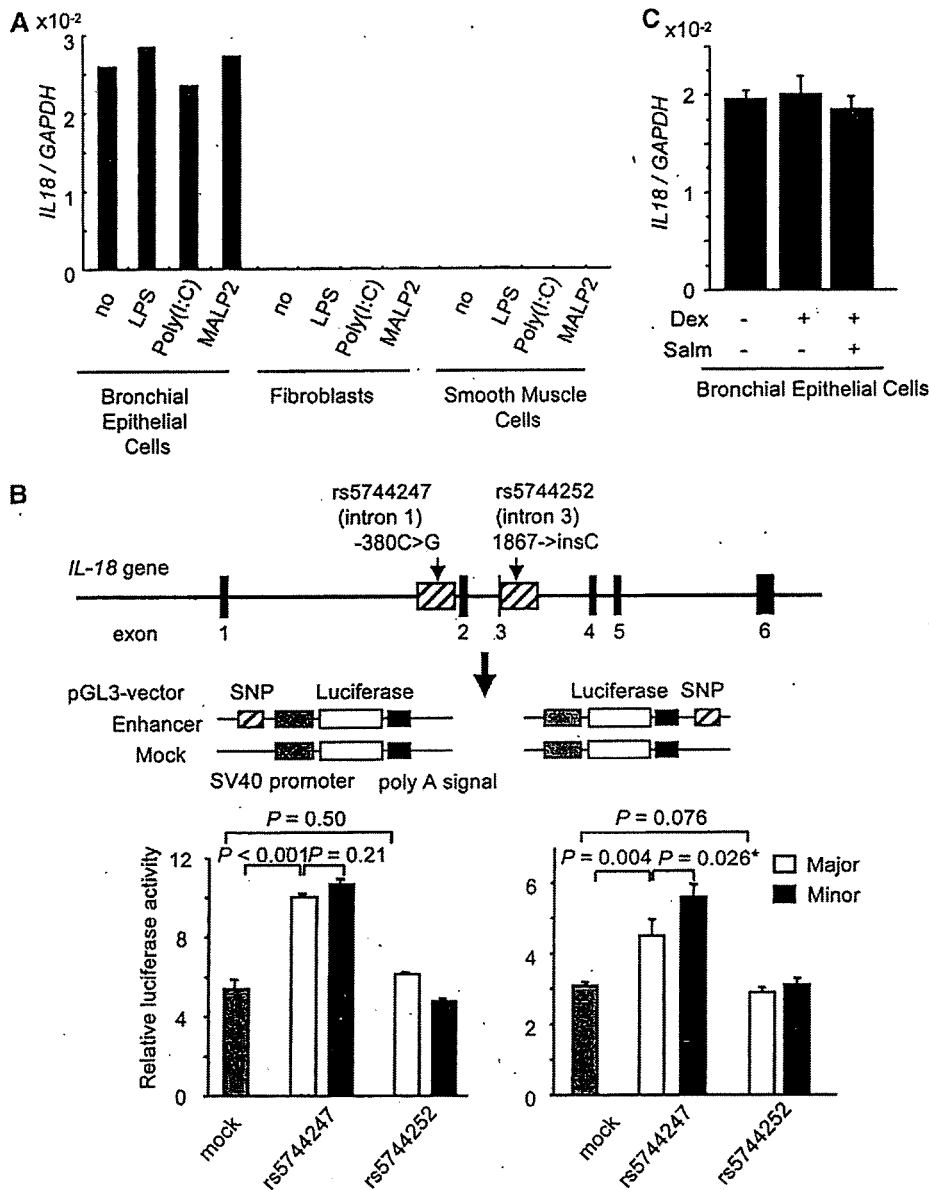 A
x10-2
3
2
1
0
IL18 / GAPDH
no
LPS
Poly(I:C)
MALP2
no
LPS
Poly(I:C)
MALP2
no
LPS
Poly(I:C)
MALP2
Bronchial
Epithelial
Cells
Fibroblasts
Smooth Muscle
Cells
C
x10-2
2
1
0
IL18 / GAPDH
Dex - + +
Salm - - +
Bronchial Epithelial Cells
B
rs5744247
(intron 1)
-380C>G
rs5744252
(intron 3)
1867->insC
IL-18 gene
exon 1 2 3 4 5 6
pGL3-vector SNP Luciferase Luciferase SNP
Enhancer
Mock
SV40 promoter poly A signal
P = 0.50
P < 0.001 P = 0.21
12
8
4
0
Relative luciferase activity
mock
rs5744247
rs5744252
P = 0.076
P = 0.004 P = 0.026*
Major
Minor
6
4
2
0
mock
rs5744247
rs5744252